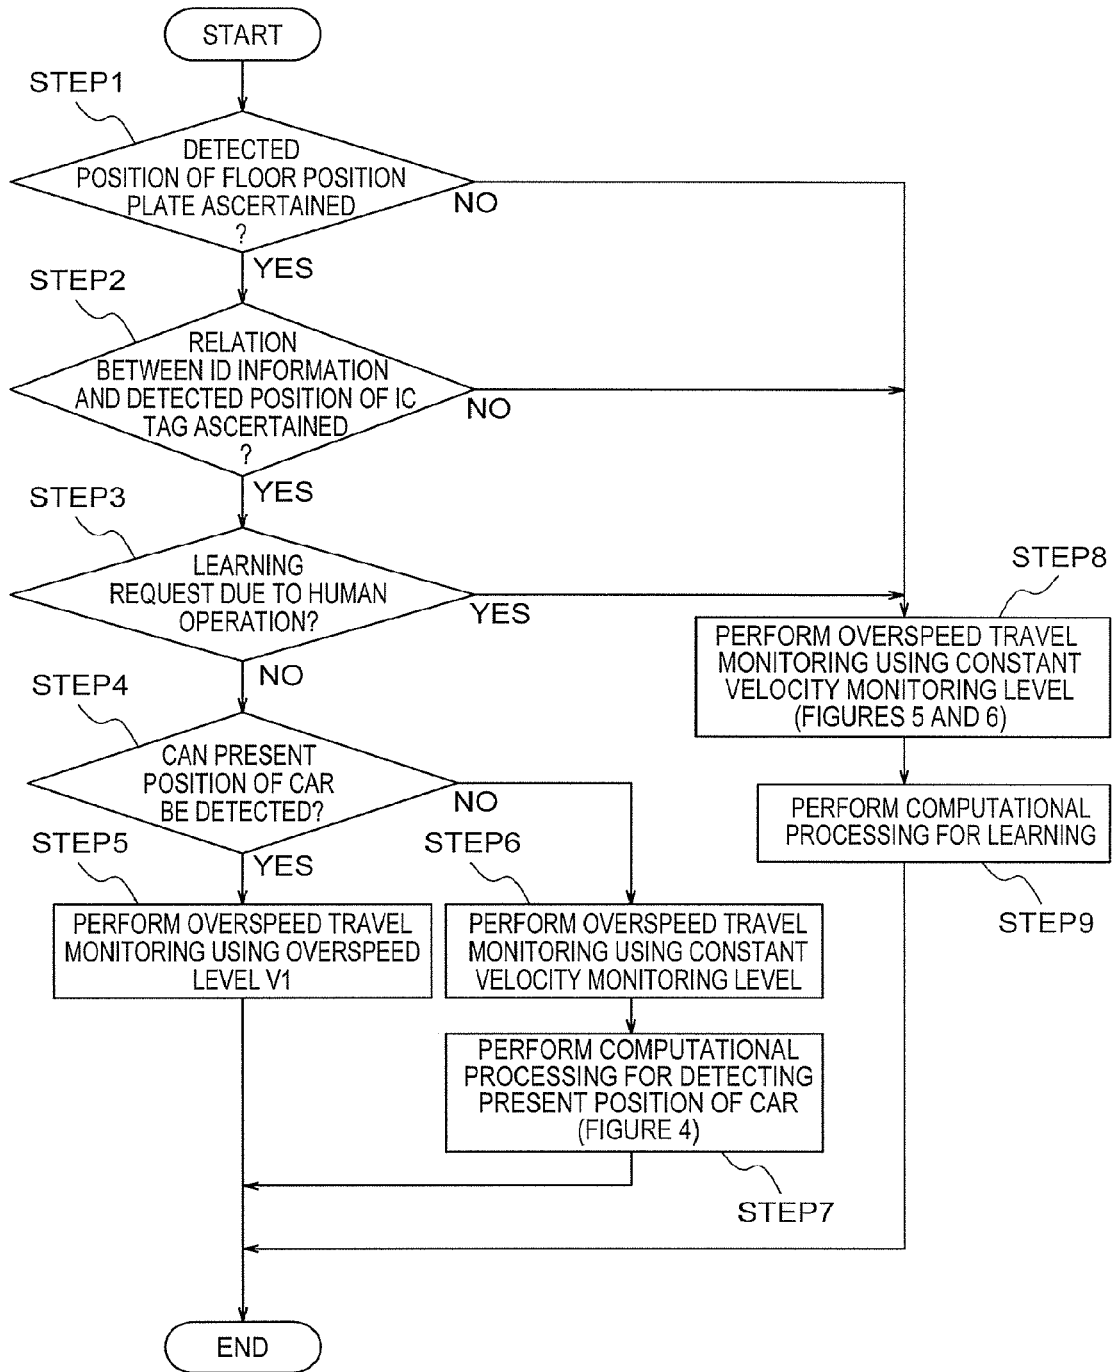 START
STEP1
DETECTED
POSITION OF FLOOR POSITION
PLATE ASCERTAINED
?
NO
YES
STEP2
RELATION
BETWEEN ID INFORMATION
AND DETECTED POSITION OF IC
TAG ASCERTAINED
?
NO
YES
STEP3
LEARNING
REQUEST DUE TO HUMAN
OPERATION?
YES
NO
STEP8
PERFORM OVERSPEED TRAVEL
MONITORING USING CONSTANT
VELOCITY MONITORING LEVEL
(FIGURES 5 AND 6)
STEP4
CAN PRESENT
POSITION OF CAR
BE DETECTED?
NO
YES
PERFORM COMPUTATIONAL
PROCESSING FOR LEARNING
STEP9
STEP5
PERFORM OVERSPEED TRAVEL
MONITORING USING OVERSPEED
LEVEL V1
STEP6
PERFORM OVERSPEED TRAVEL
MONITORING USING CONSTANT
VELOCITY MONITORING LEVEL
PERFORM COMPUTATIONAL
PROCESSING FOR DETECTING
PRESENT POSITION OF CAR
(FIGURE 4)
STEP7
END